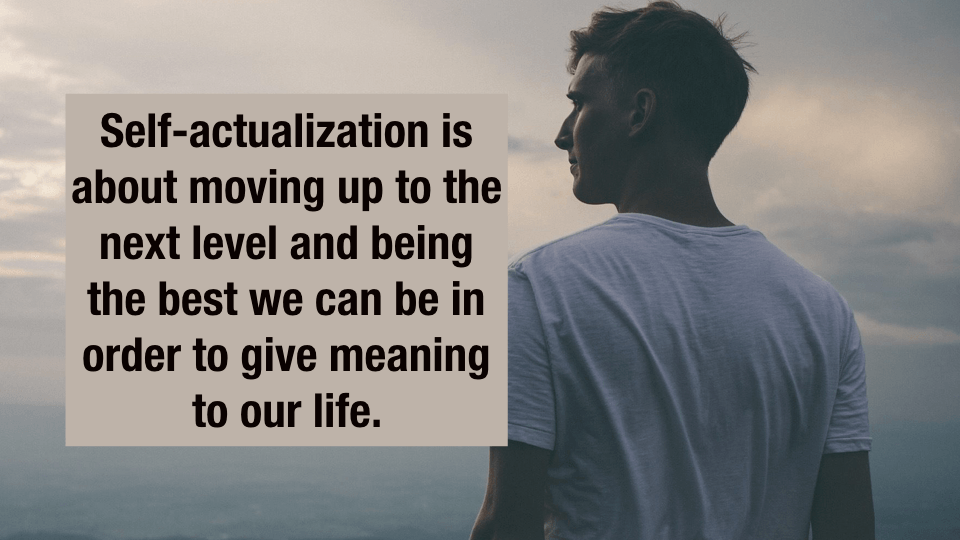 Self-actualization is
about moving up to the
next level and being
the best we can be in
order to give meaning
to our life.